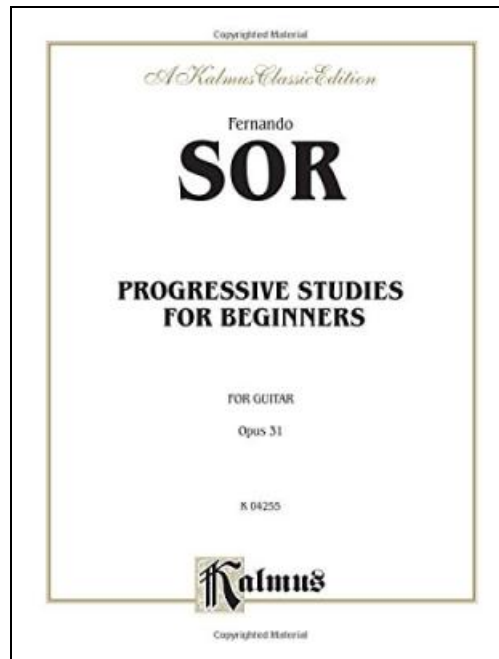 Copyrighted Material
A Kalmus Classic Edition
Fernando
SOR
PROGRESSIVE STUDIES
FOR BEGINNERS
FOR GUITAR
Opus 31
K 04255
Kalmus
Copyrighted Material